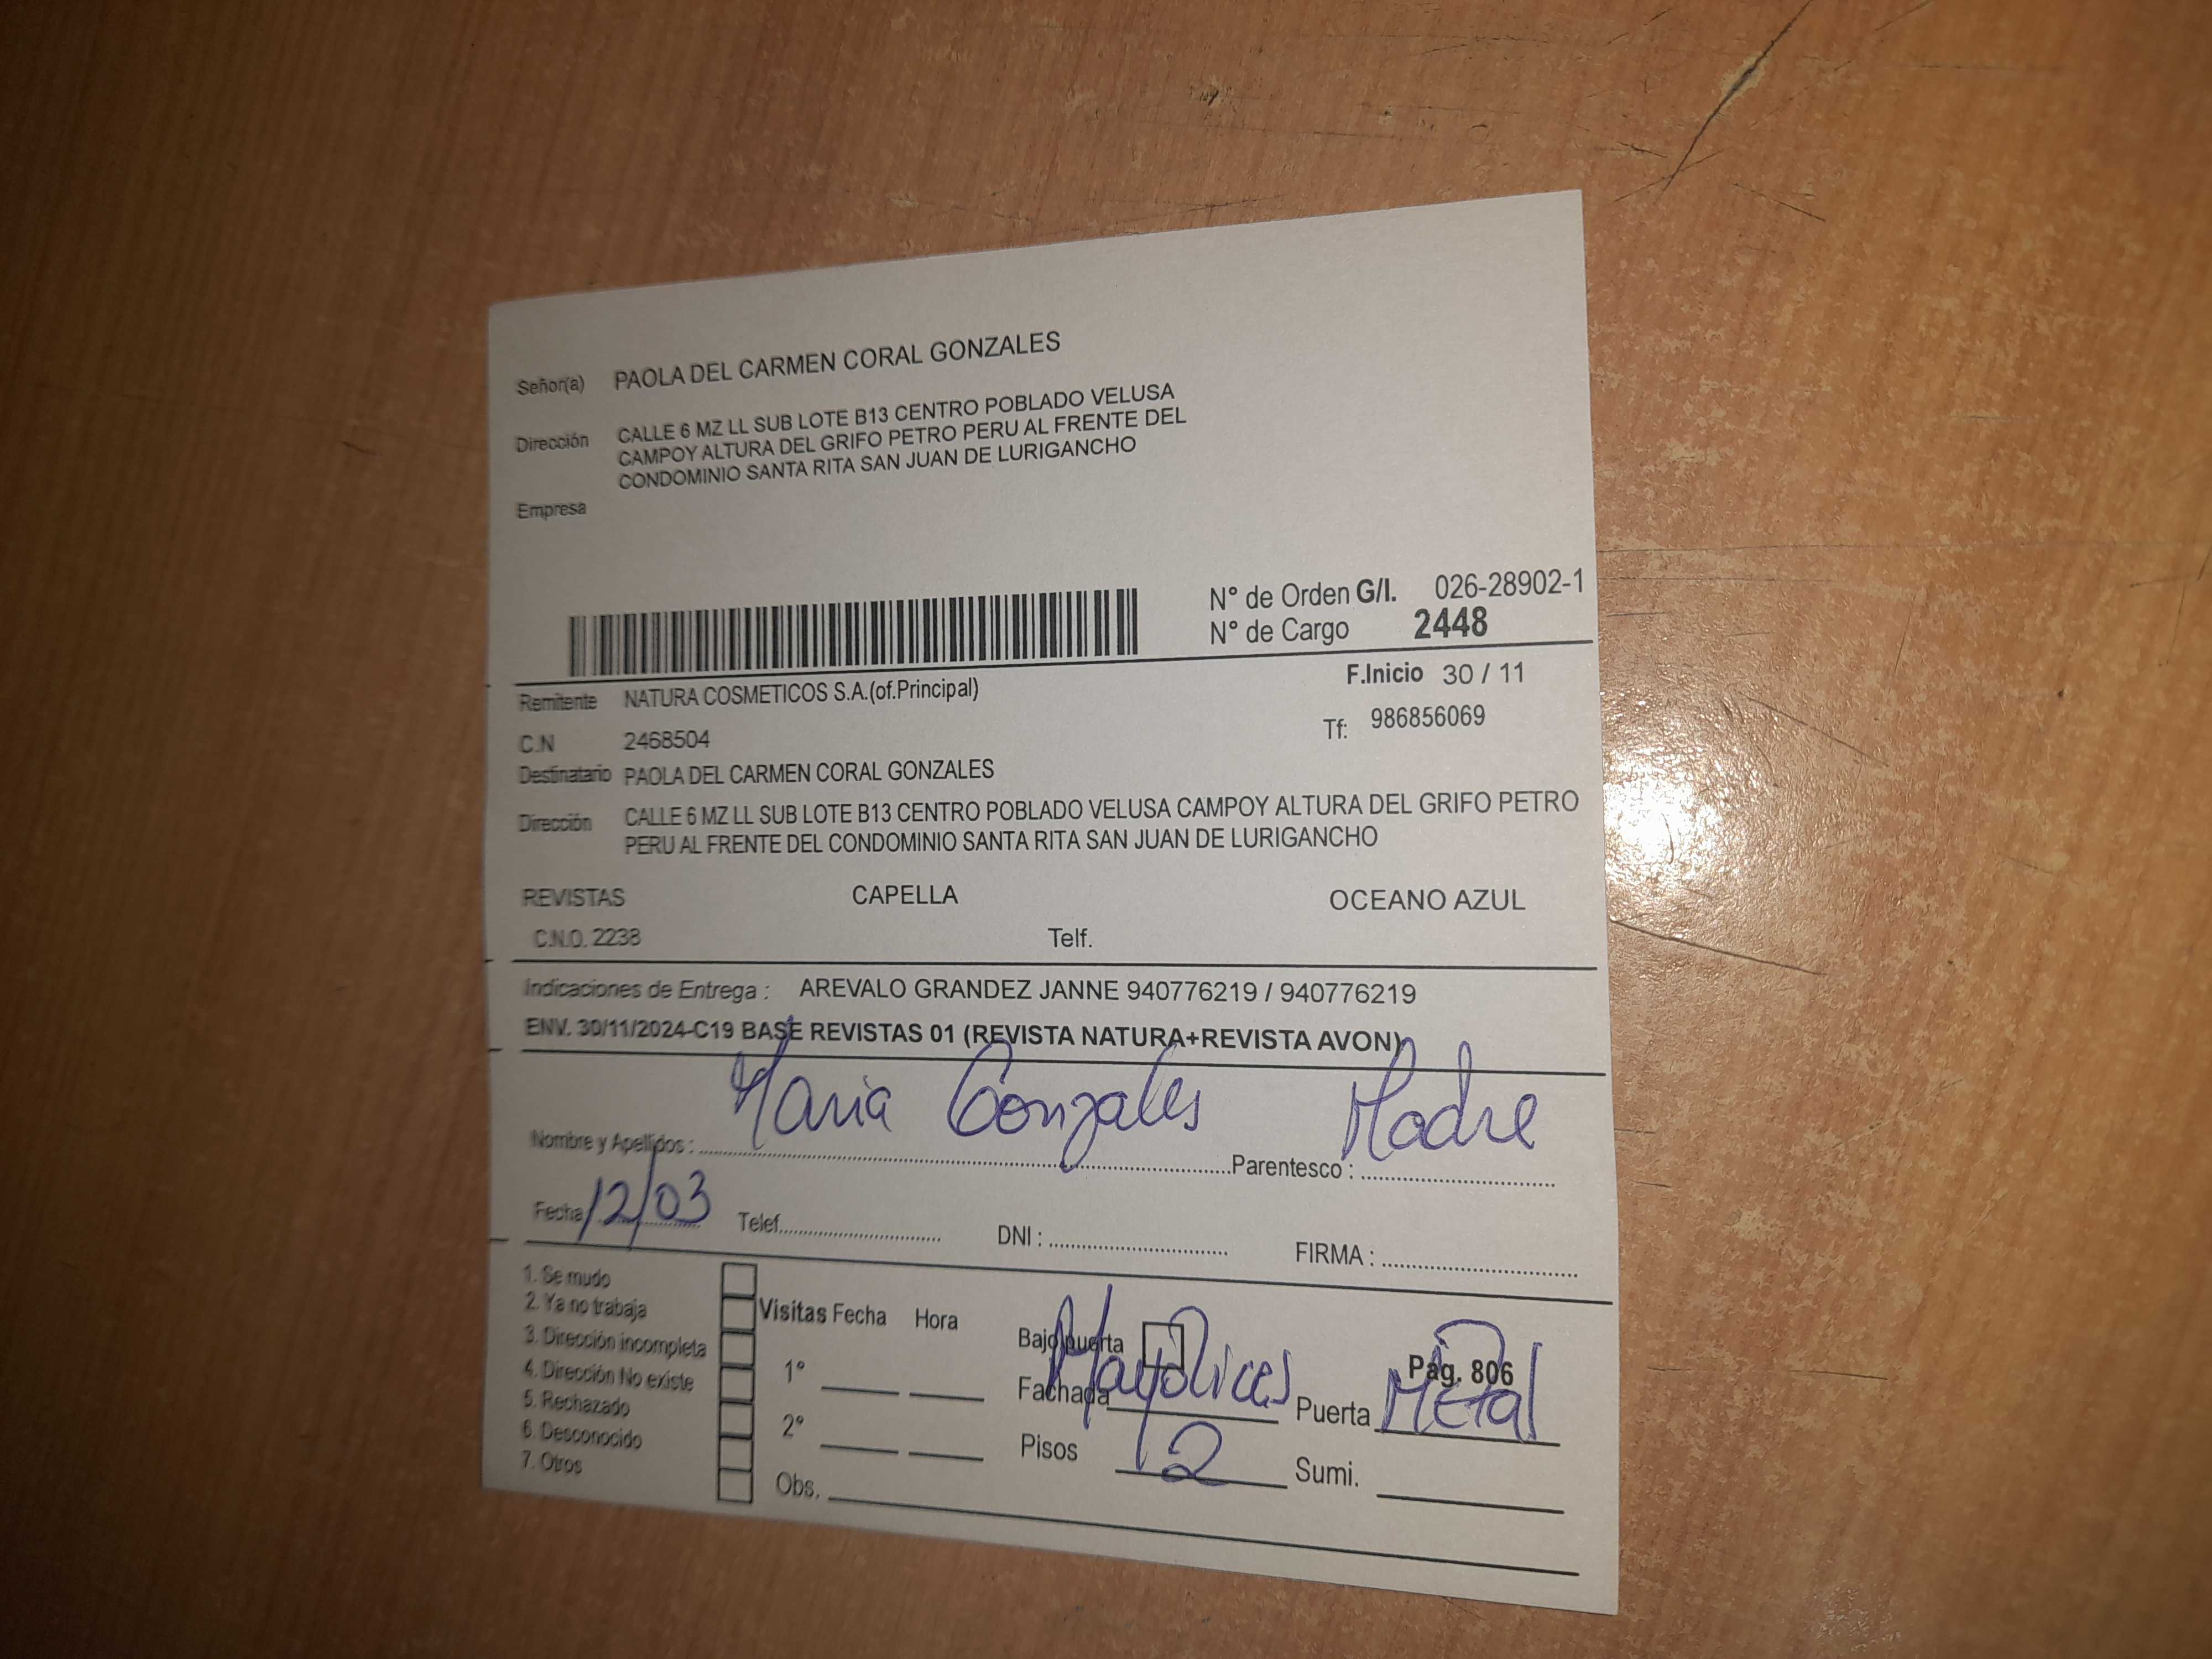 Señor(a) PAOLA DEL CARMEN CORAL GONZALES
Dirección CALLE 6 MZ LL SUB LOTE B13 CENTRO POBLADO VELUSA
CAMPOY ALTURA DEL GRIFO PETRO PERU AL FRENTE DEL
CONDOMINIO SANTA RITA SAN JUAN DE LURIGANCHO
Empresa
N° de Orden G/I. 026-28902-1
N° de Cargo 2448
F.Inicio 30 / 11
Remitente NATURA COSMETICOS S.A.(of.Principal)
Tf: 986856069
C.N 2468504
Destinatario PAOLA DEL CARMEN CORAL GONZALES
Dirección CALLE 6 MZ LL SUB LOTE B13 CENTRO POBLADO VELUSA CAMPOY ALTURA DEL GRIFO PETRO
PERU AL FRENTE DEL CONDOMINIO SANTA RITA SAN JUAN DE LURIGANCHO
REVISTAS CAPELLA OCEANO AZUL
C.N.O. 2238 Telf.
Indicaciones de Entrega : AREVALO GRANDEZ JANNE 940776219 / 940776219
ENV. 30/11/2024-C19 BASE REVISTAS 01 (REVISTA NATURA+REVISTA AVON)
Nombre y Apellidos : Maria Gonzales Parentesco : Madre
Fecha 12/03 Telef. DNI : FIRMA :
1. Se mudo
2. Ya no trabaja
3. Dirección incompleta
4. Dirección No existe
5. Rechazado
6. Desconocido
7. Otros
Visitas Fecha Hora
1°
2°
Obs.
Bajo puerta Pág. 806
Fachada Mayolicas Puerta Metal
Pisos 2 Sumi.